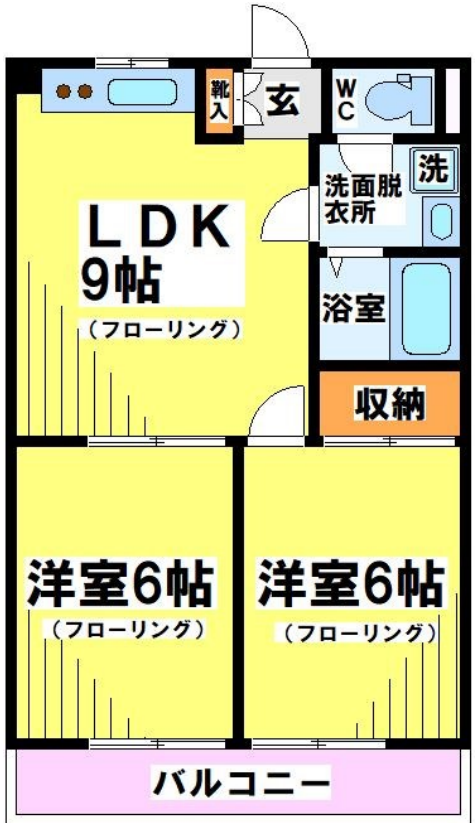 靴入
玄
WC
洗面脱
衣所
洗
LDK
9帖
（フローリング）
浴室
収納
洋室6帖
（フローリング）
洋室6帖
（フローリング）
バルコニー